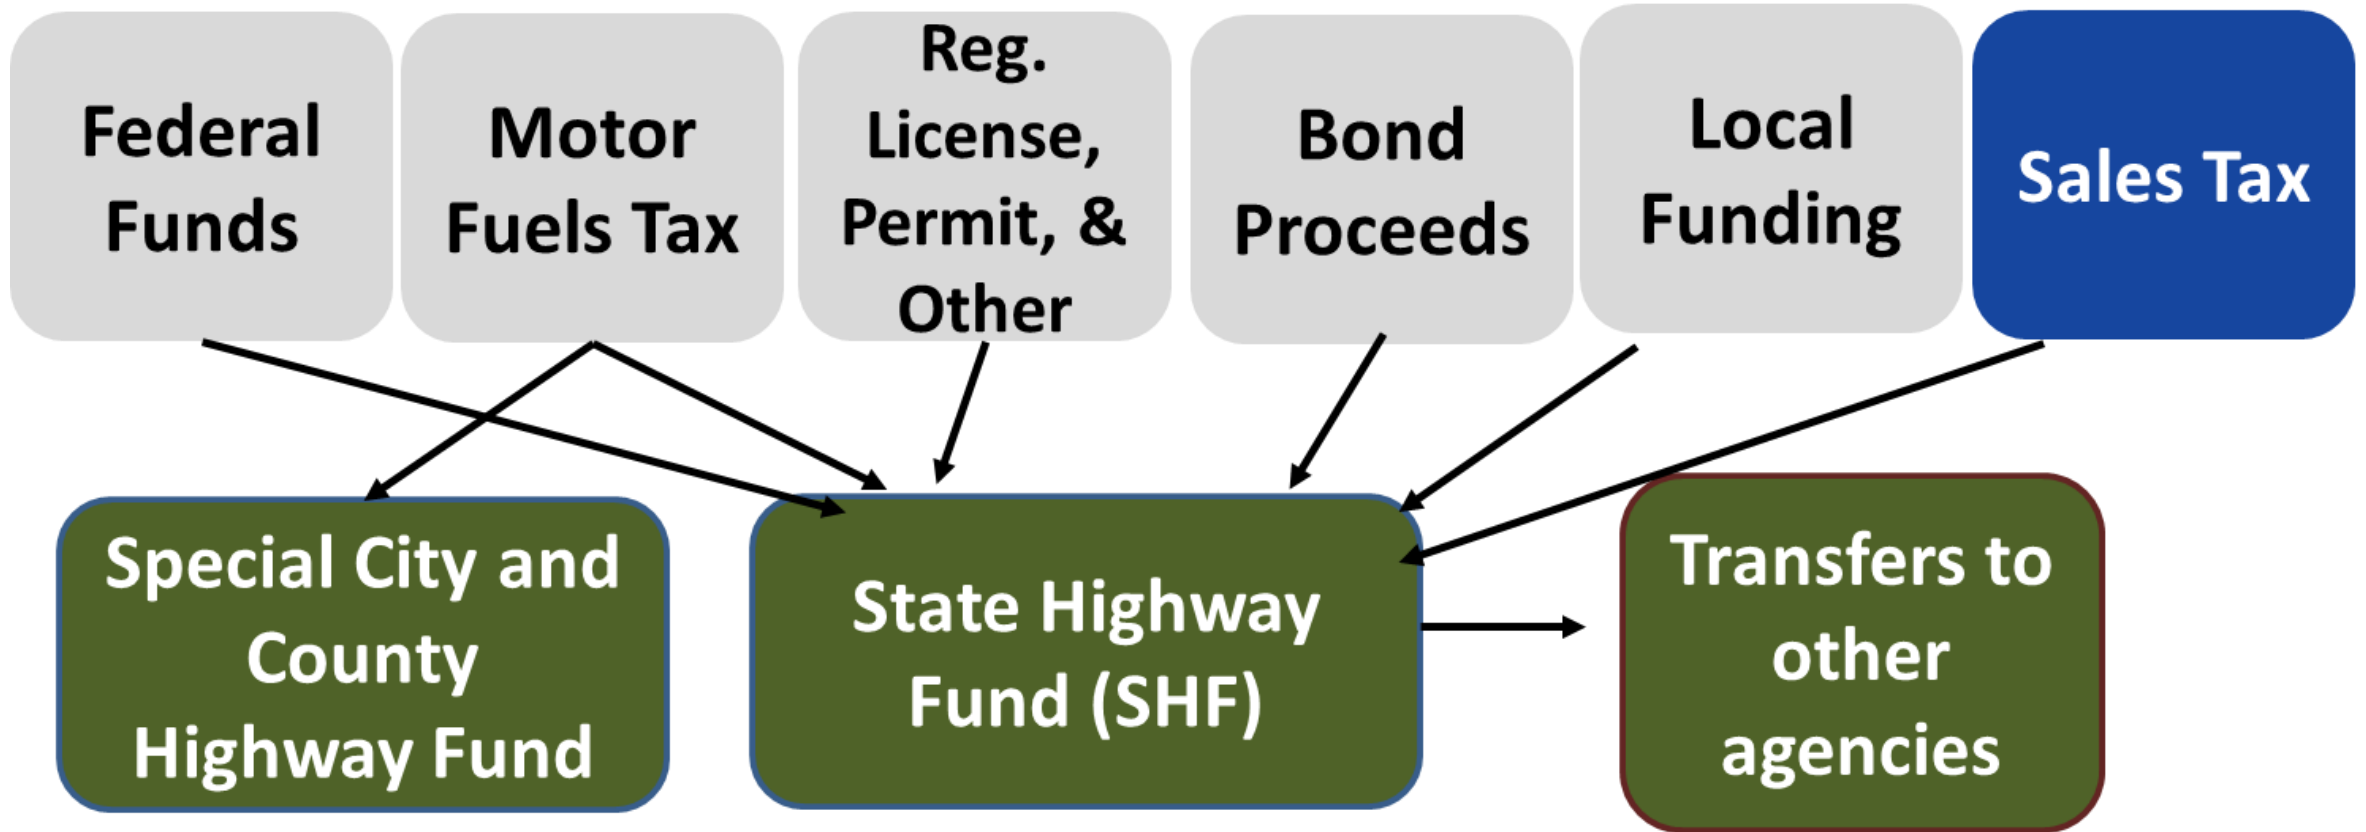 Federal
Funds
Motor
Fuels Tax
Reg.
License,
Permit, &
Other
Bond
Proceeds
Local
Funding
Sales Tax
Special City and
County
Highway Fund
State Highway
Fund (SHF)
Transfers to
other
agencies